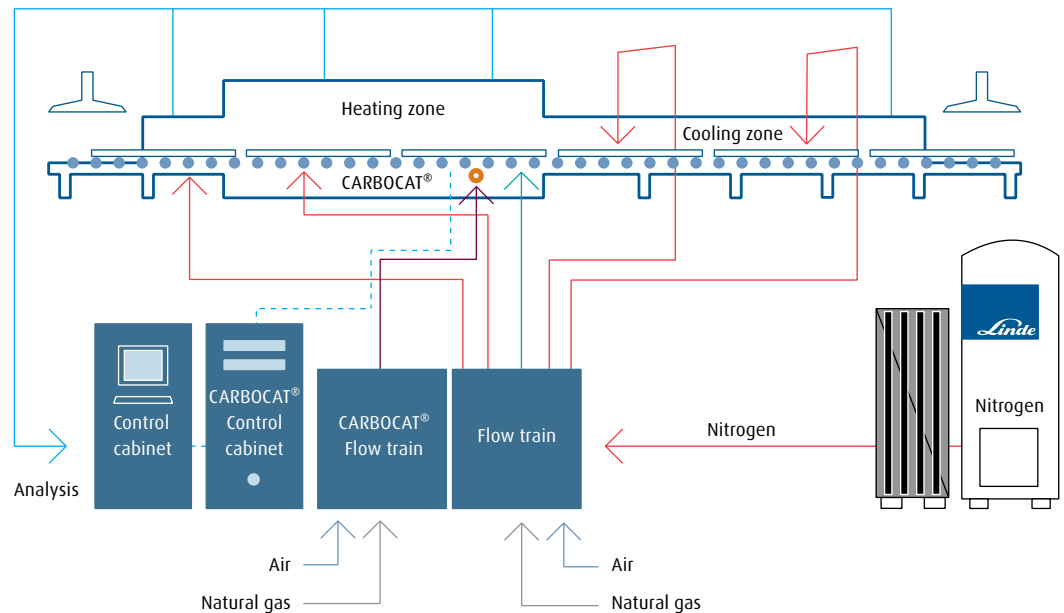 Heating zone
Cooling zone
CARBOCAT®
Linde
Nitrogen
Control
cabinet
CARBOCAT®
Control
cabinet
CARBOCAT®
Flow train
Flow train
Nitrogen
Analysis
Air
Natural gas
Air
Natural gas